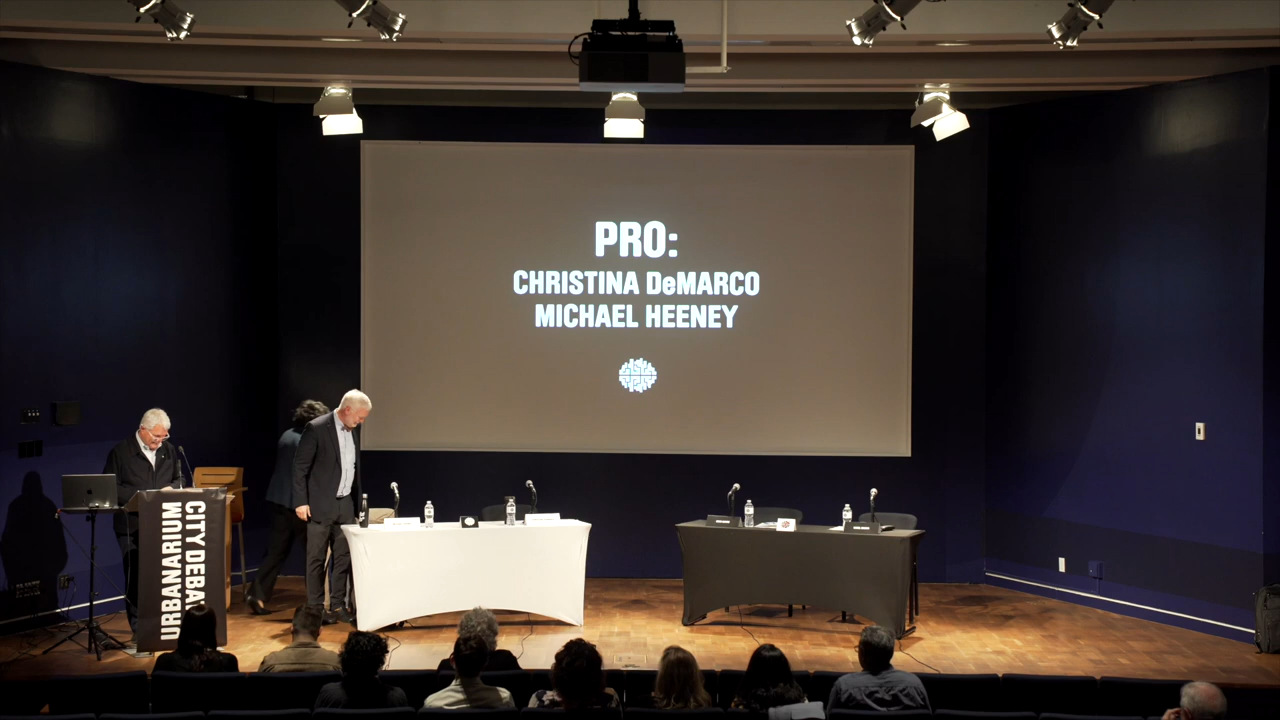 PRO:
CHRISTINA DeMARCO
MICHAEL HEENEY
URBANARIUM
CITY DEBA